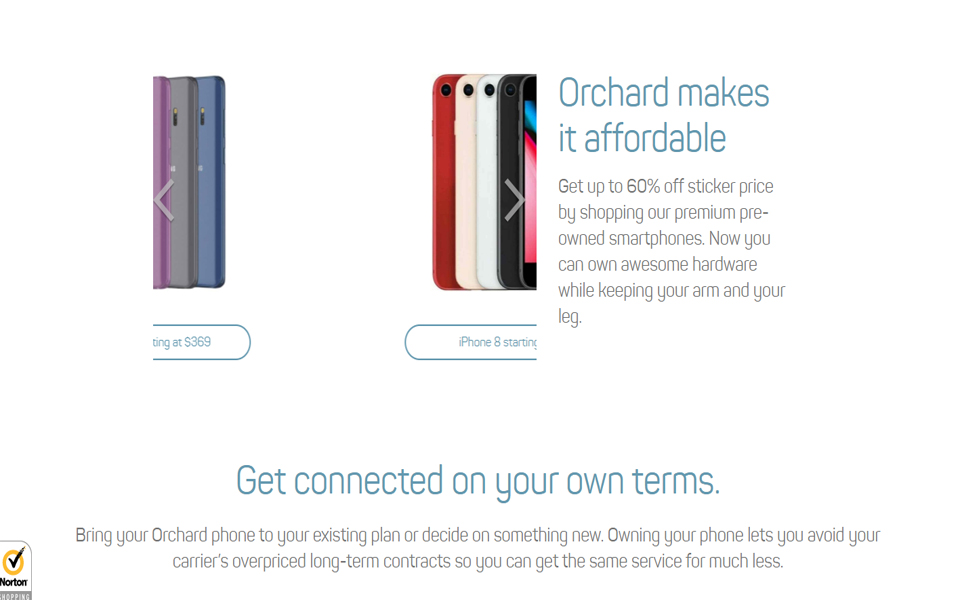 Orchard makes
it affordable
Get up to 60% off sticker price
by shopping our premium pre-
owned smartphones. Now you
can own awesome hardware
while keeping your arm and your
leg.
ting at $369
iPhone 8 starting
Get connected on your own terms.
Bring your Orchard phone to your existing plan or decide on something new. Owning your phone lets you avoid your
carrier's overpriced long-term contracts so you can get the same service for much less.
Norton
SHOPPING